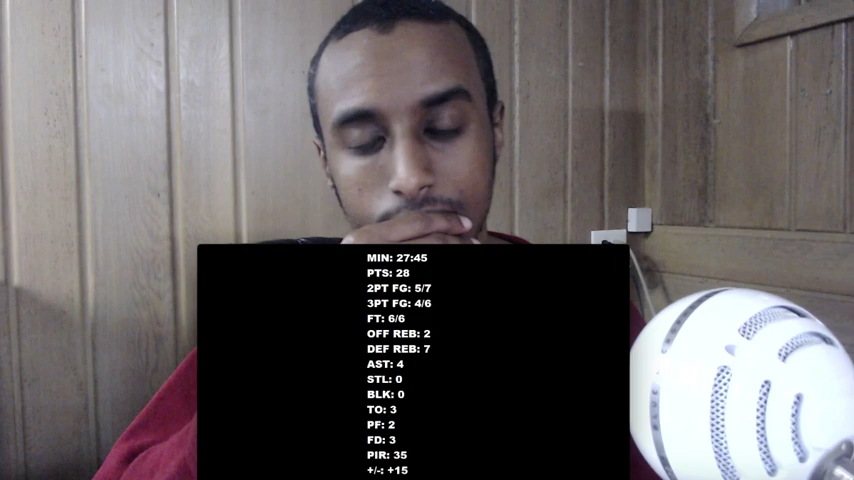 MIN: 27:45
PTS: 28
2PT FG: 5/7
3PT FG: 4/6
FT: 6/6
OFF REB: 2
DEF REB: 7
AST: 4
STL: 0
BLK: 0
TO: 3
PF: 2
FD: 3
PIR: 35
+/-: +15